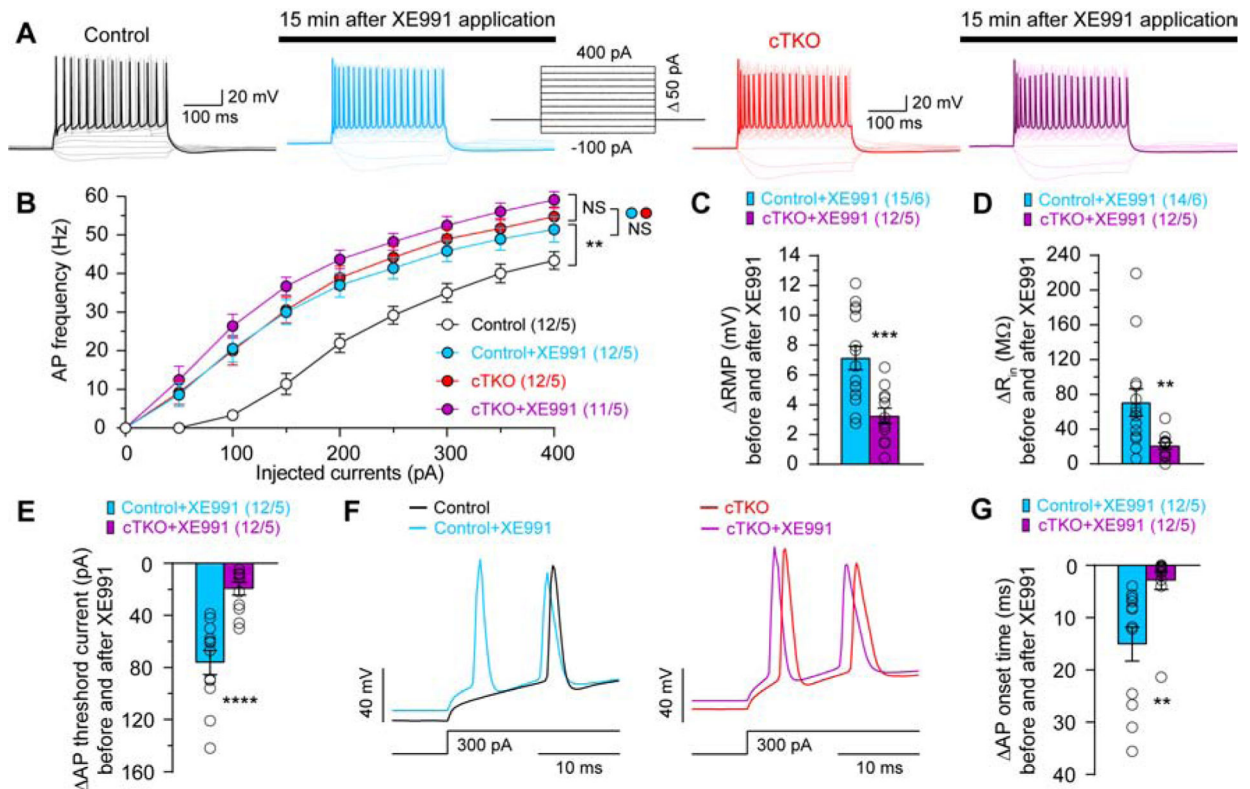 A
Control
15 min after XE991 application
20 mV
100 ms
400 pA
Δ 50 pA
-100 pA
cTKO
20 mV
100 ms
15 min after XE991 application
B
AP frequency (Hz)
60
50
40
30
20
10
0
0
100
200
300
400
Injected currents (pA)
NS
**
NS
Control (12/5)
Control+XE991 (12/5)
cTKO (12/5)
cTKO+XE991 (11/5)
C
Control+XE991 (15/6)
cTKO+XE991 (12/5)
ΔRMP (mV)
before and after XE991
14
12
10
8
6
4
2
0
***
D
Control+XE991 (14/6)
cTKO+XE991 (12/5)
ΔRin (MΩ)
before and after XE991
240
200
160
120
80
40
0
**
E
Control+XE991 (12/5)
cTKO+XE991 (12/5)
ΔAP threshord current (pA)
before and after XE991
0
40
80
120
160
****
F
Control
Control+XE991
40 mV
300 pA
10 ms
cTKO
cTKO+XE991
40 mV
300 pA
10 ms
G
Control+XE991 (12/5)
cTKO+XE991 (12/5)
ΔAP onset time (ms)
before and after XE991
0
10
20
30
40
**